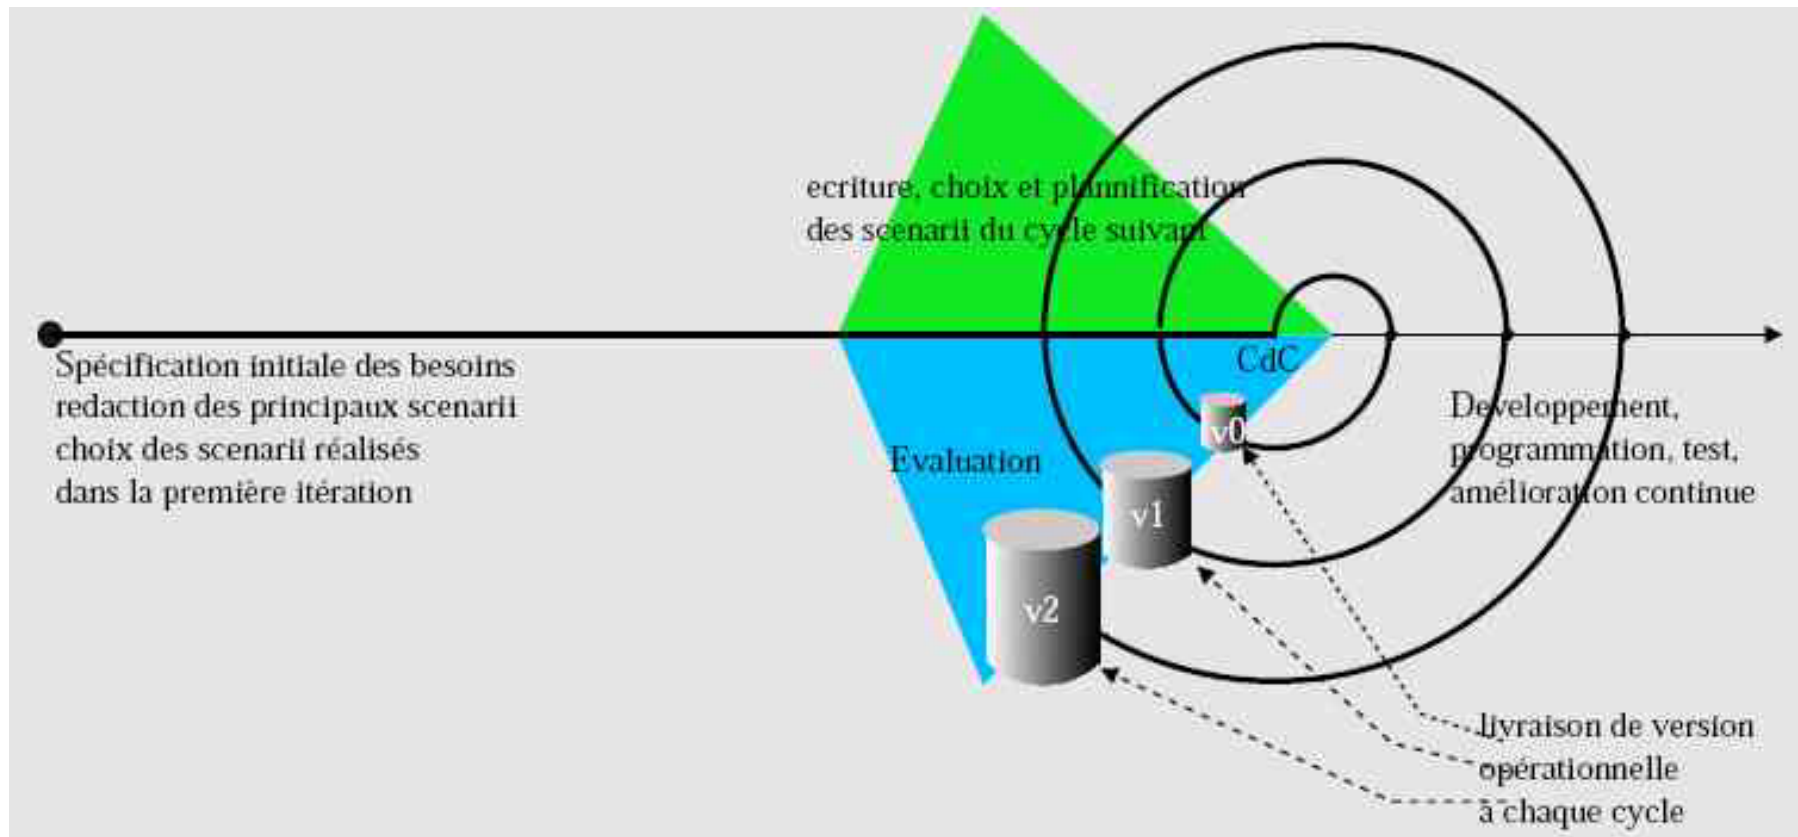 ecriture, choix et plannification
des scenarii du cycle suivant
Spécification initiale des besoins
redaction des principaux scenarii
choix des scenarii réalisés
dans la première itération
CdC
Developpement,
programmation, test,
amélioration continue
Evaluation
v0
v1
v2
livraison de version
opérationnelle
à chaque cycle